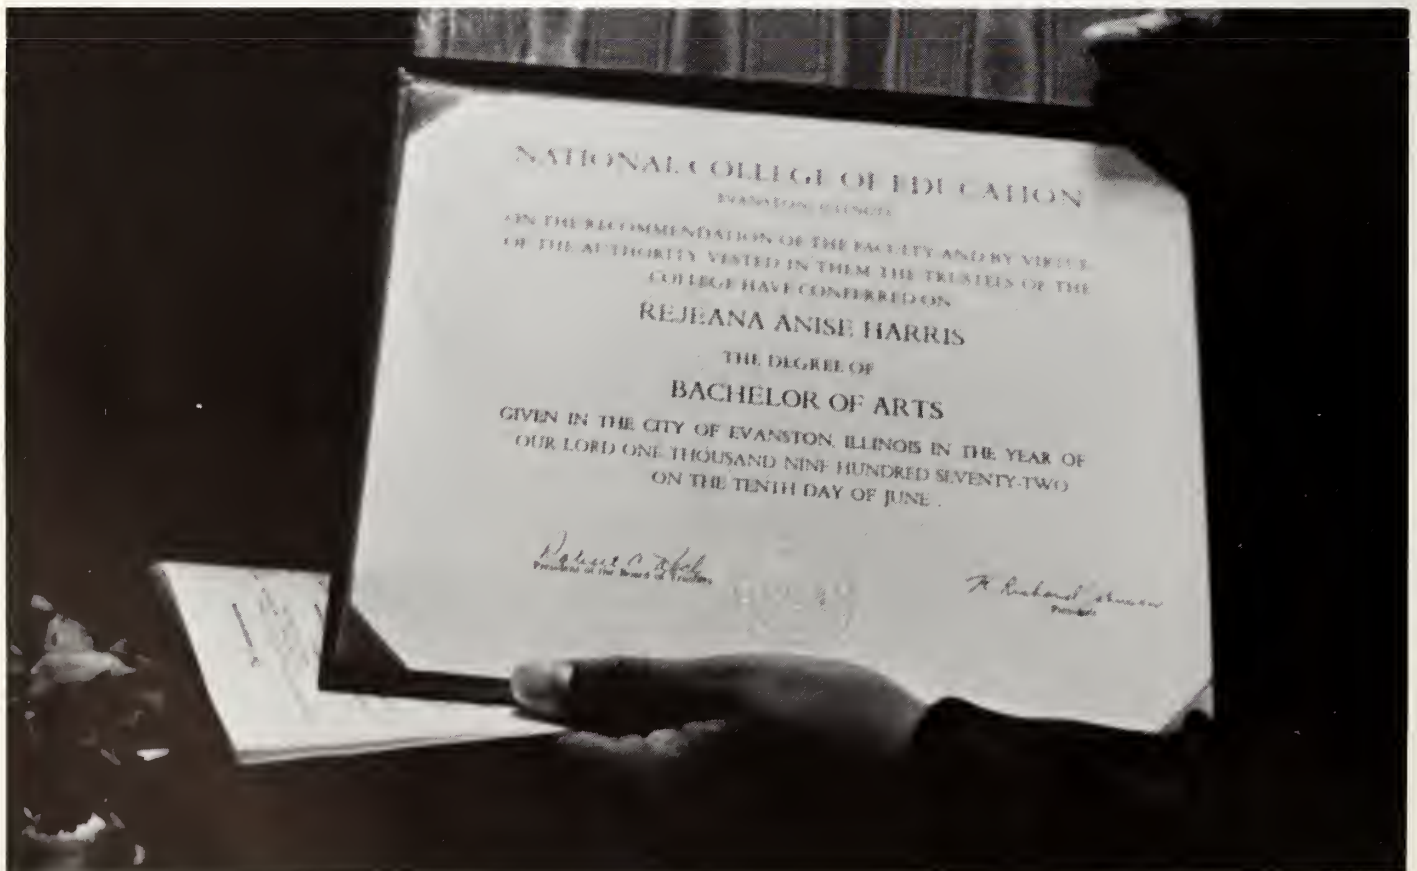 NATIONAL COLLEGE OF EDUCATION
EVANSTON, ILLINOIS
ON THE RECOMMENDATION OF THE FACULTY AND BY VIRTUE
OF THE AUTHORITY VESTED IN THEM THE TRUSTEES OF THE
COLLEGE HAVE CONFERRED ON
REJEANA ANISE HARRIS
THE DEGREE OF
BACHELOR OF ARTS
GIVEN IN THE CITY OF EVANSTON, ILLINOIS IN THE YEAR OF
OUR LORD ONE THOUSAND NINE HUNDRED SEVENTY-TWO
ON THE TENTH DAY OF JUNE.
Robert
President of the Board of Trustees
Richard Johnson
President